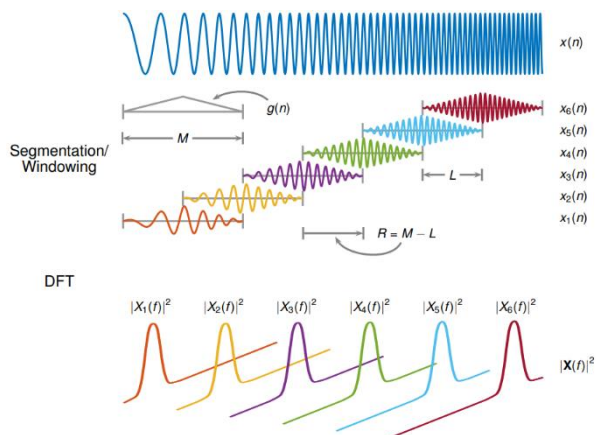 x(n)
g(n)
M
Segmentation/
Windowing
x₆(n)
x₅(n)
x₄(n)
L
x₃(n)
x₂(n)
x₁(n)
R = M − L
DFT
|X₁(f)|² |X₂(f)|² |X₃(f)|² |X₄(f)|² |X₅(f)|² |X₆(f)|²
|X(f)|²